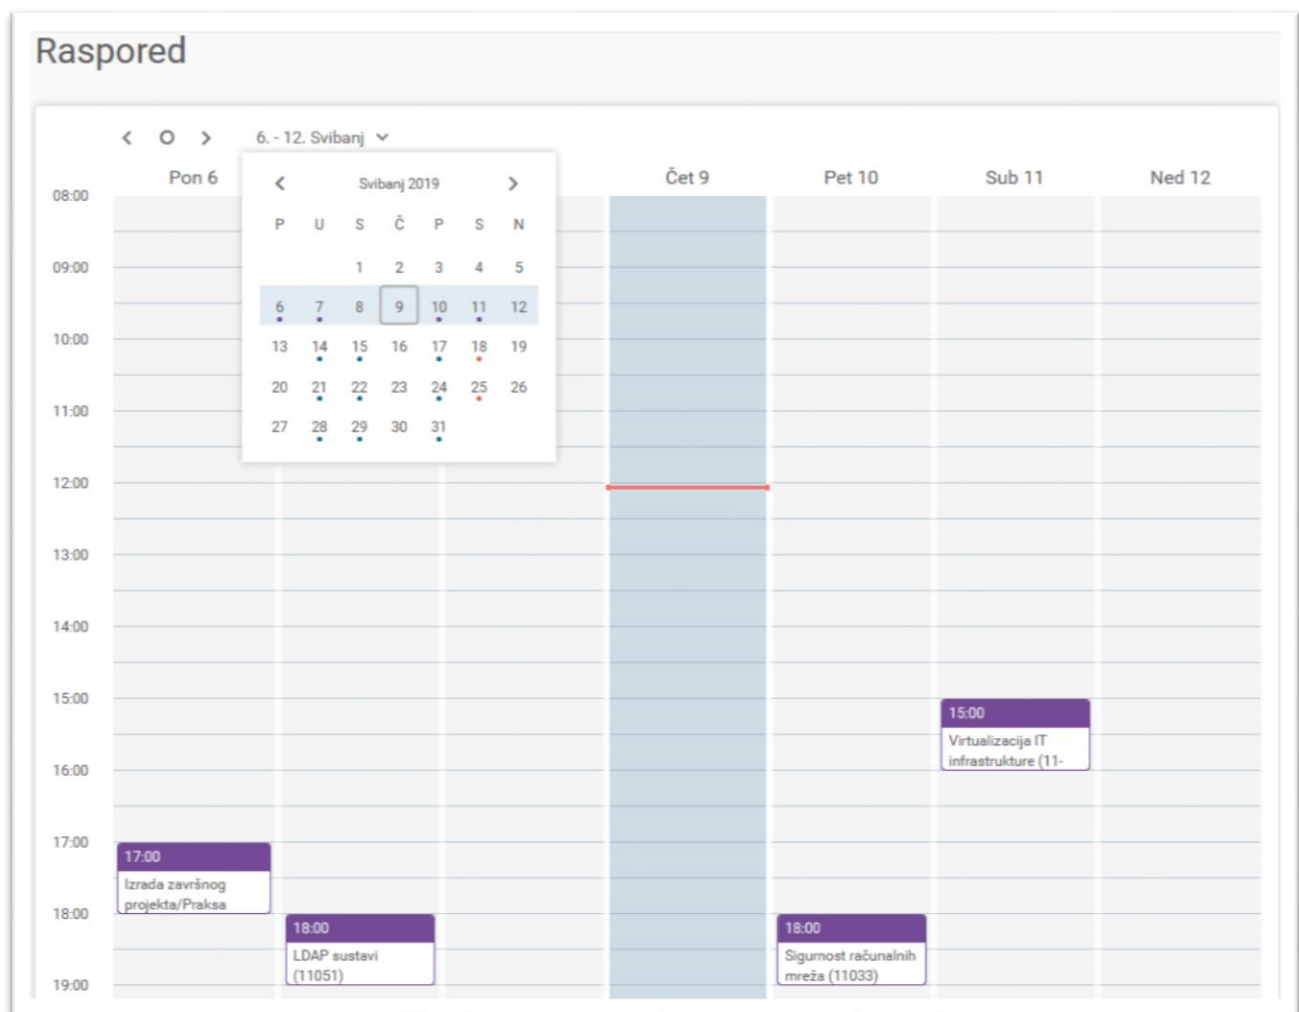 Raspored
6. - 12. Svibanj
Pon 6
Čet 9
Pet 10
Sub 11
Ned 12
Svibanj 2019
P U S Č P S N
1 2 3 4 5
6 7 8 9 10 11 12
13 14 15 16 17 18 19
20 21 22 23 24 25 26
27 28 29 30 31
08:00
09:00
10:00
11:00
12:00
13:00
14:00
15:00
15:00
Virtualizacija IT
infrastrukture (11-
16:00
17:00
17:00
Izrada završnog
projekta/Praksa
18:00
18:00
LDAP sustavi
(11051)
18:00
Sigurnost računalnih
mreža (11033)
19:00